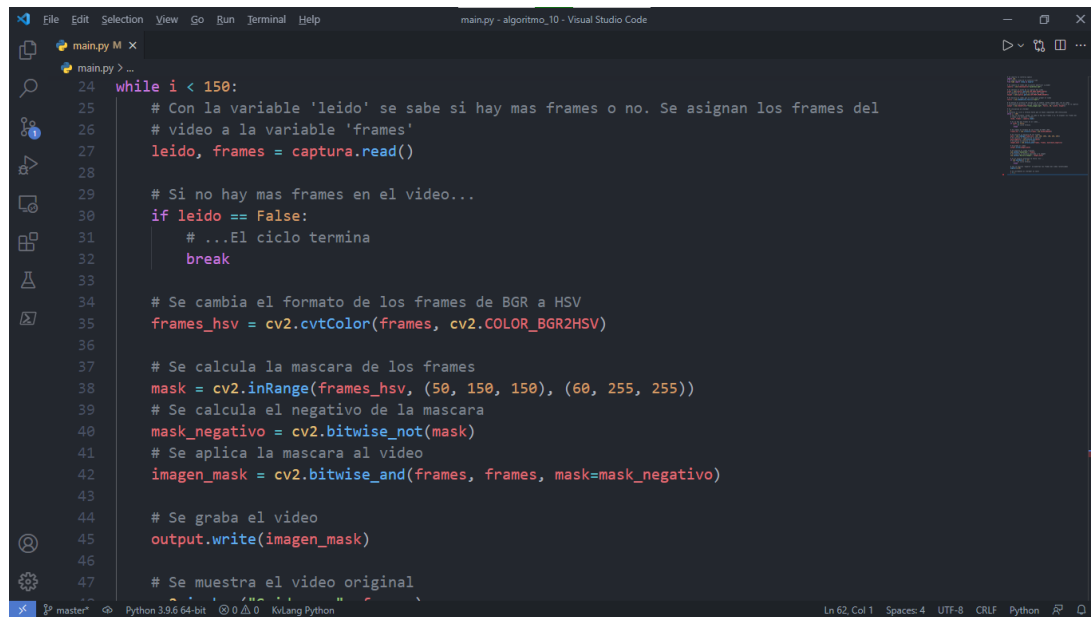 File Edit Selection View Go Run Terminal Help main.py - algoritmo_10 - Visual Studio Code
main.py M
main.py > ...
24 while i < 150:
25 # Con la variable 'leido' se sabe si hay mas frames o no. Se asignan los frames del
26 # video a la variable 'frames'
27 leido, frames = captura.read()
28
29 # Si no hay mas frames en el video...
30 if leido == False:
31 # ...El ciclo termina
32 break
33
34 # Se cambia el formato de los frames de BGR a HSV
35 frames_hsv = cv2.cvtColor(frames, cv2.COLOR_BGR2HSV)
36
37 # Se calcula la mascara de los frames
38 mask = cv2.inRange(frames_hsv, (50, 150, 150), (60, 255, 255))
39 # Se calcula el negativo de la mascara
40 mask_negativo = cv2.bitwise_not(mask)
41 # Se aplica la mascara al video
42 imagen_mask = cv2.bitwise_and(frames, frames, mask=mask_negativo)
43
44 # Se graba el video
45 output.write(imagen_mask)
46
47 # Se muestra el video original
1
master* Python 3.9.6 64-bit 0 0 KvLang Python Ln 62, Col 1 Spaces: 4 UTF-8 CRLF Python